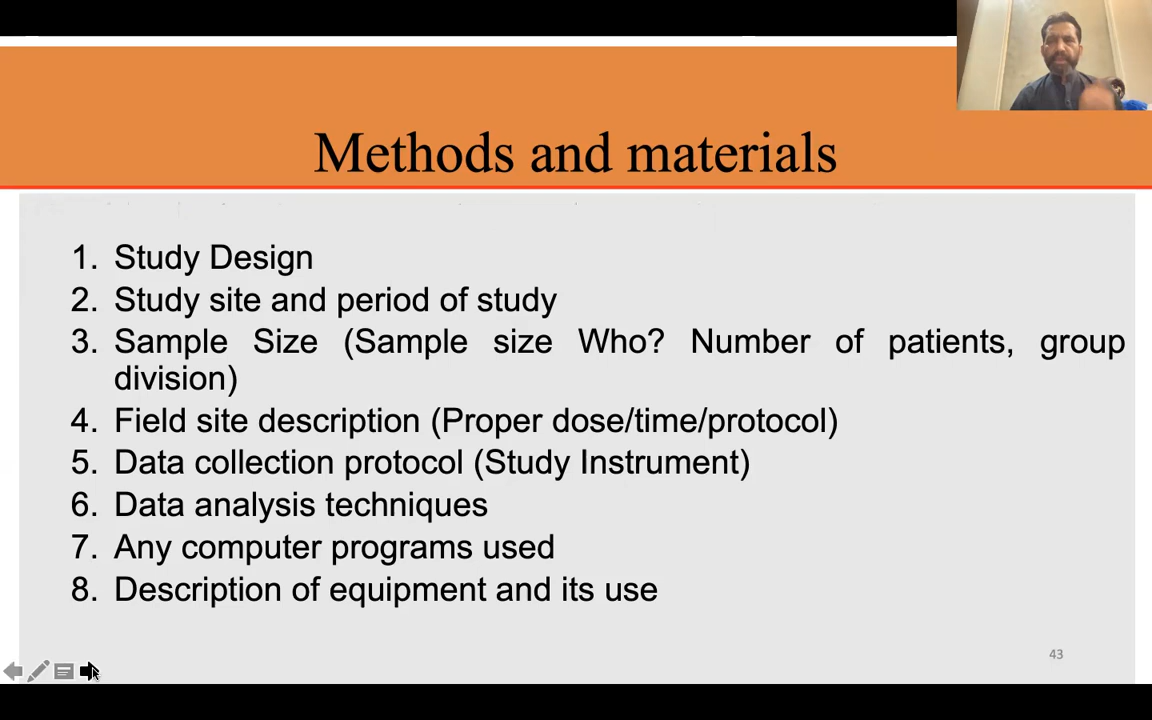 Methods and materials
1. Study Design
2. Study site and period of study
3. Sample Size (Sample size Who? Number of patients, group
division)
4. Field site description (Proper dose/time/protocol)
5. Data collection protocol (Study Instrument)
6. Data analysis techniques
7. Any computer programs used
8. Description of equipment and its use
43